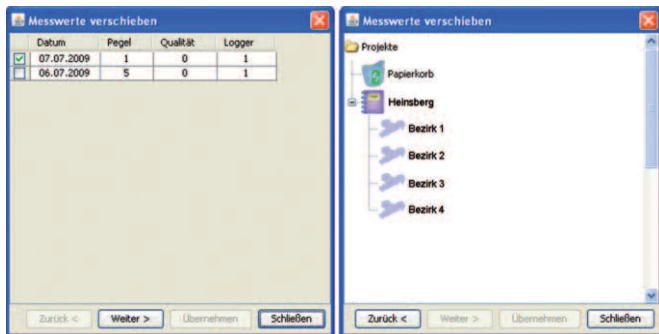 Messwerte verschieben
Datum Pegel Qualität Logger
07.07.2009 1 0 1
06.07.2009 5 0 1
Zurück < Weiter > Übernehmen Schließen
Messwerte verschieben
Projekte
Papierkorb
Heinsberg
Bezirk 1
Bezirk 2
Bezirk 3
Bezirk 4
Zurück < Weiter > Übernehmen Schließen